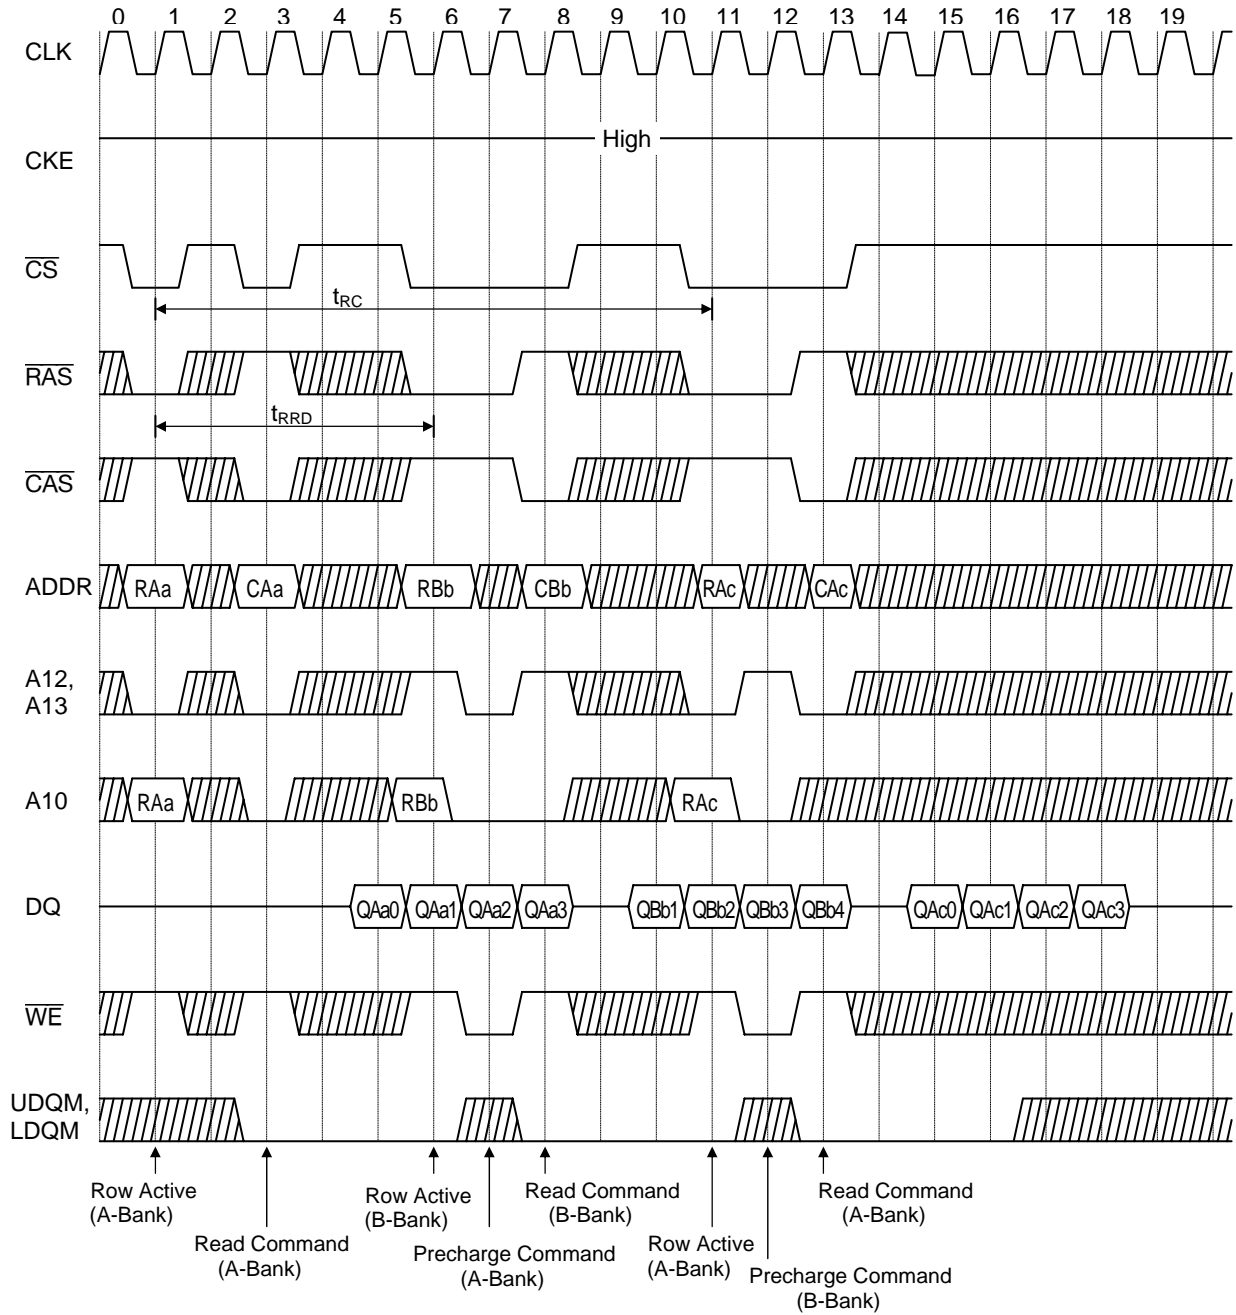 0 1 2 3 4 5 6 7 8 9 10 11 12 13 14 15 16 17 18 19
CLK
High
CKE
CS
tRC
RAS
tRRD
CAS
ADDR RAa CAa RBb CBb RAc CAc
A12,
A13
A10 RAa RBb RAc
DQ QAa0 QAa1 QAa2 QAa3 QBb1 QBb2 QBb3 QBb4 QAc0 QAc1 QAc2 QAc3
WE
UDQM,
LDQM
Row Active
(A-Bank)
Read Command
(A-Bank)
Row Active
(B-Bank)
Precharge Command
(A-Bank)
Read Command
(B-Bank)
Row Active
(A-Bank)
Precharge Command
(B-Bank)
Read Command
(A-Bank)